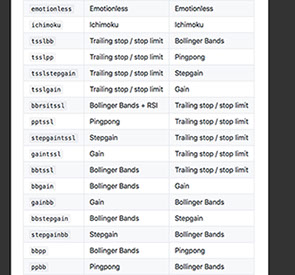 emotionless Emotionless Emotionless
ichimoku Ichimoku Ichimoku
tsslbb Trailing stop / stop limit Bollinger Bands
tsslpp Trailing stop / stop limit Pingpong
tsslstepgain Trailing stop / stop limit Stepgain
tsslgain Trailing stop / stop limit Gain
bbrsitssl Bollinger Bands + RSI Trailing stop / stop limit
pptssl Pingpong Trailing stop / stop limit
stepgaintssl Stepgain Trailing stop / stop limit
gaintssl Gain Trailing stop / stop limit
bbtssl Bollinger Bands Trailing stop / stop limit
bbgain Bollinger Bands Gain
gainbb Gain Bollinger Bands
bbstepgain Bollinger Bands Stepgain
stepgainbb Stepgain Bollinger Bands
bbpp Bollinger Bands Pingpong
ppbb Pingpong Bollinger Bands